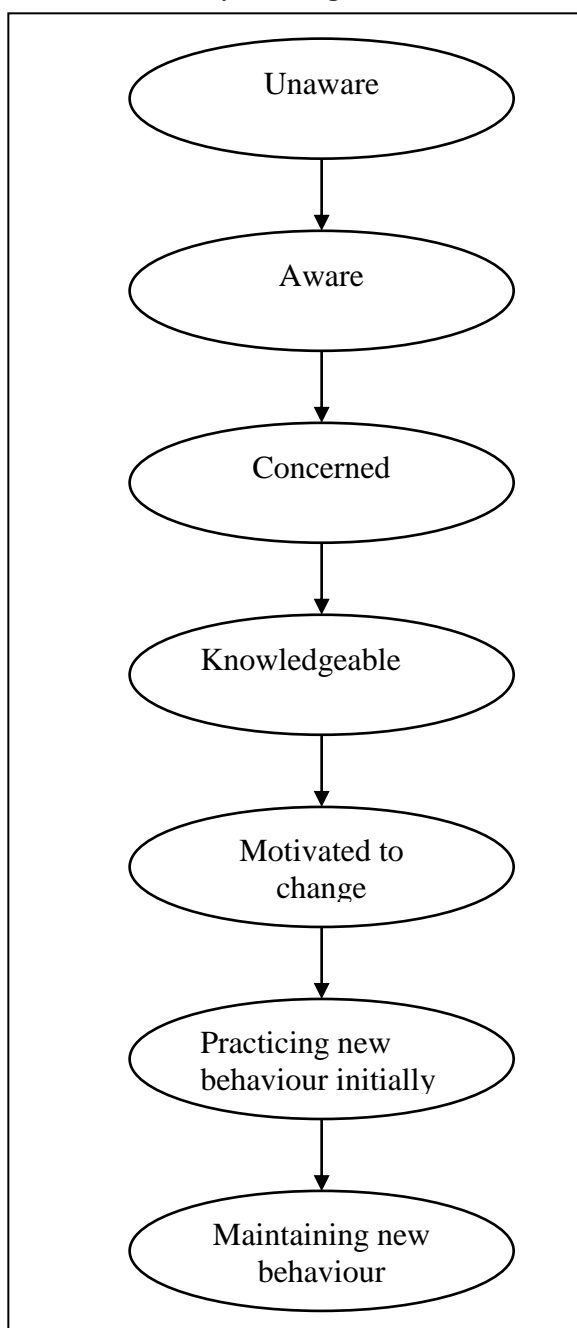 Unaware
Aware
Concerned
Knowledgeable
Motivated to
change
Practicing new
behaviour initially
Maintaining new
behaviour